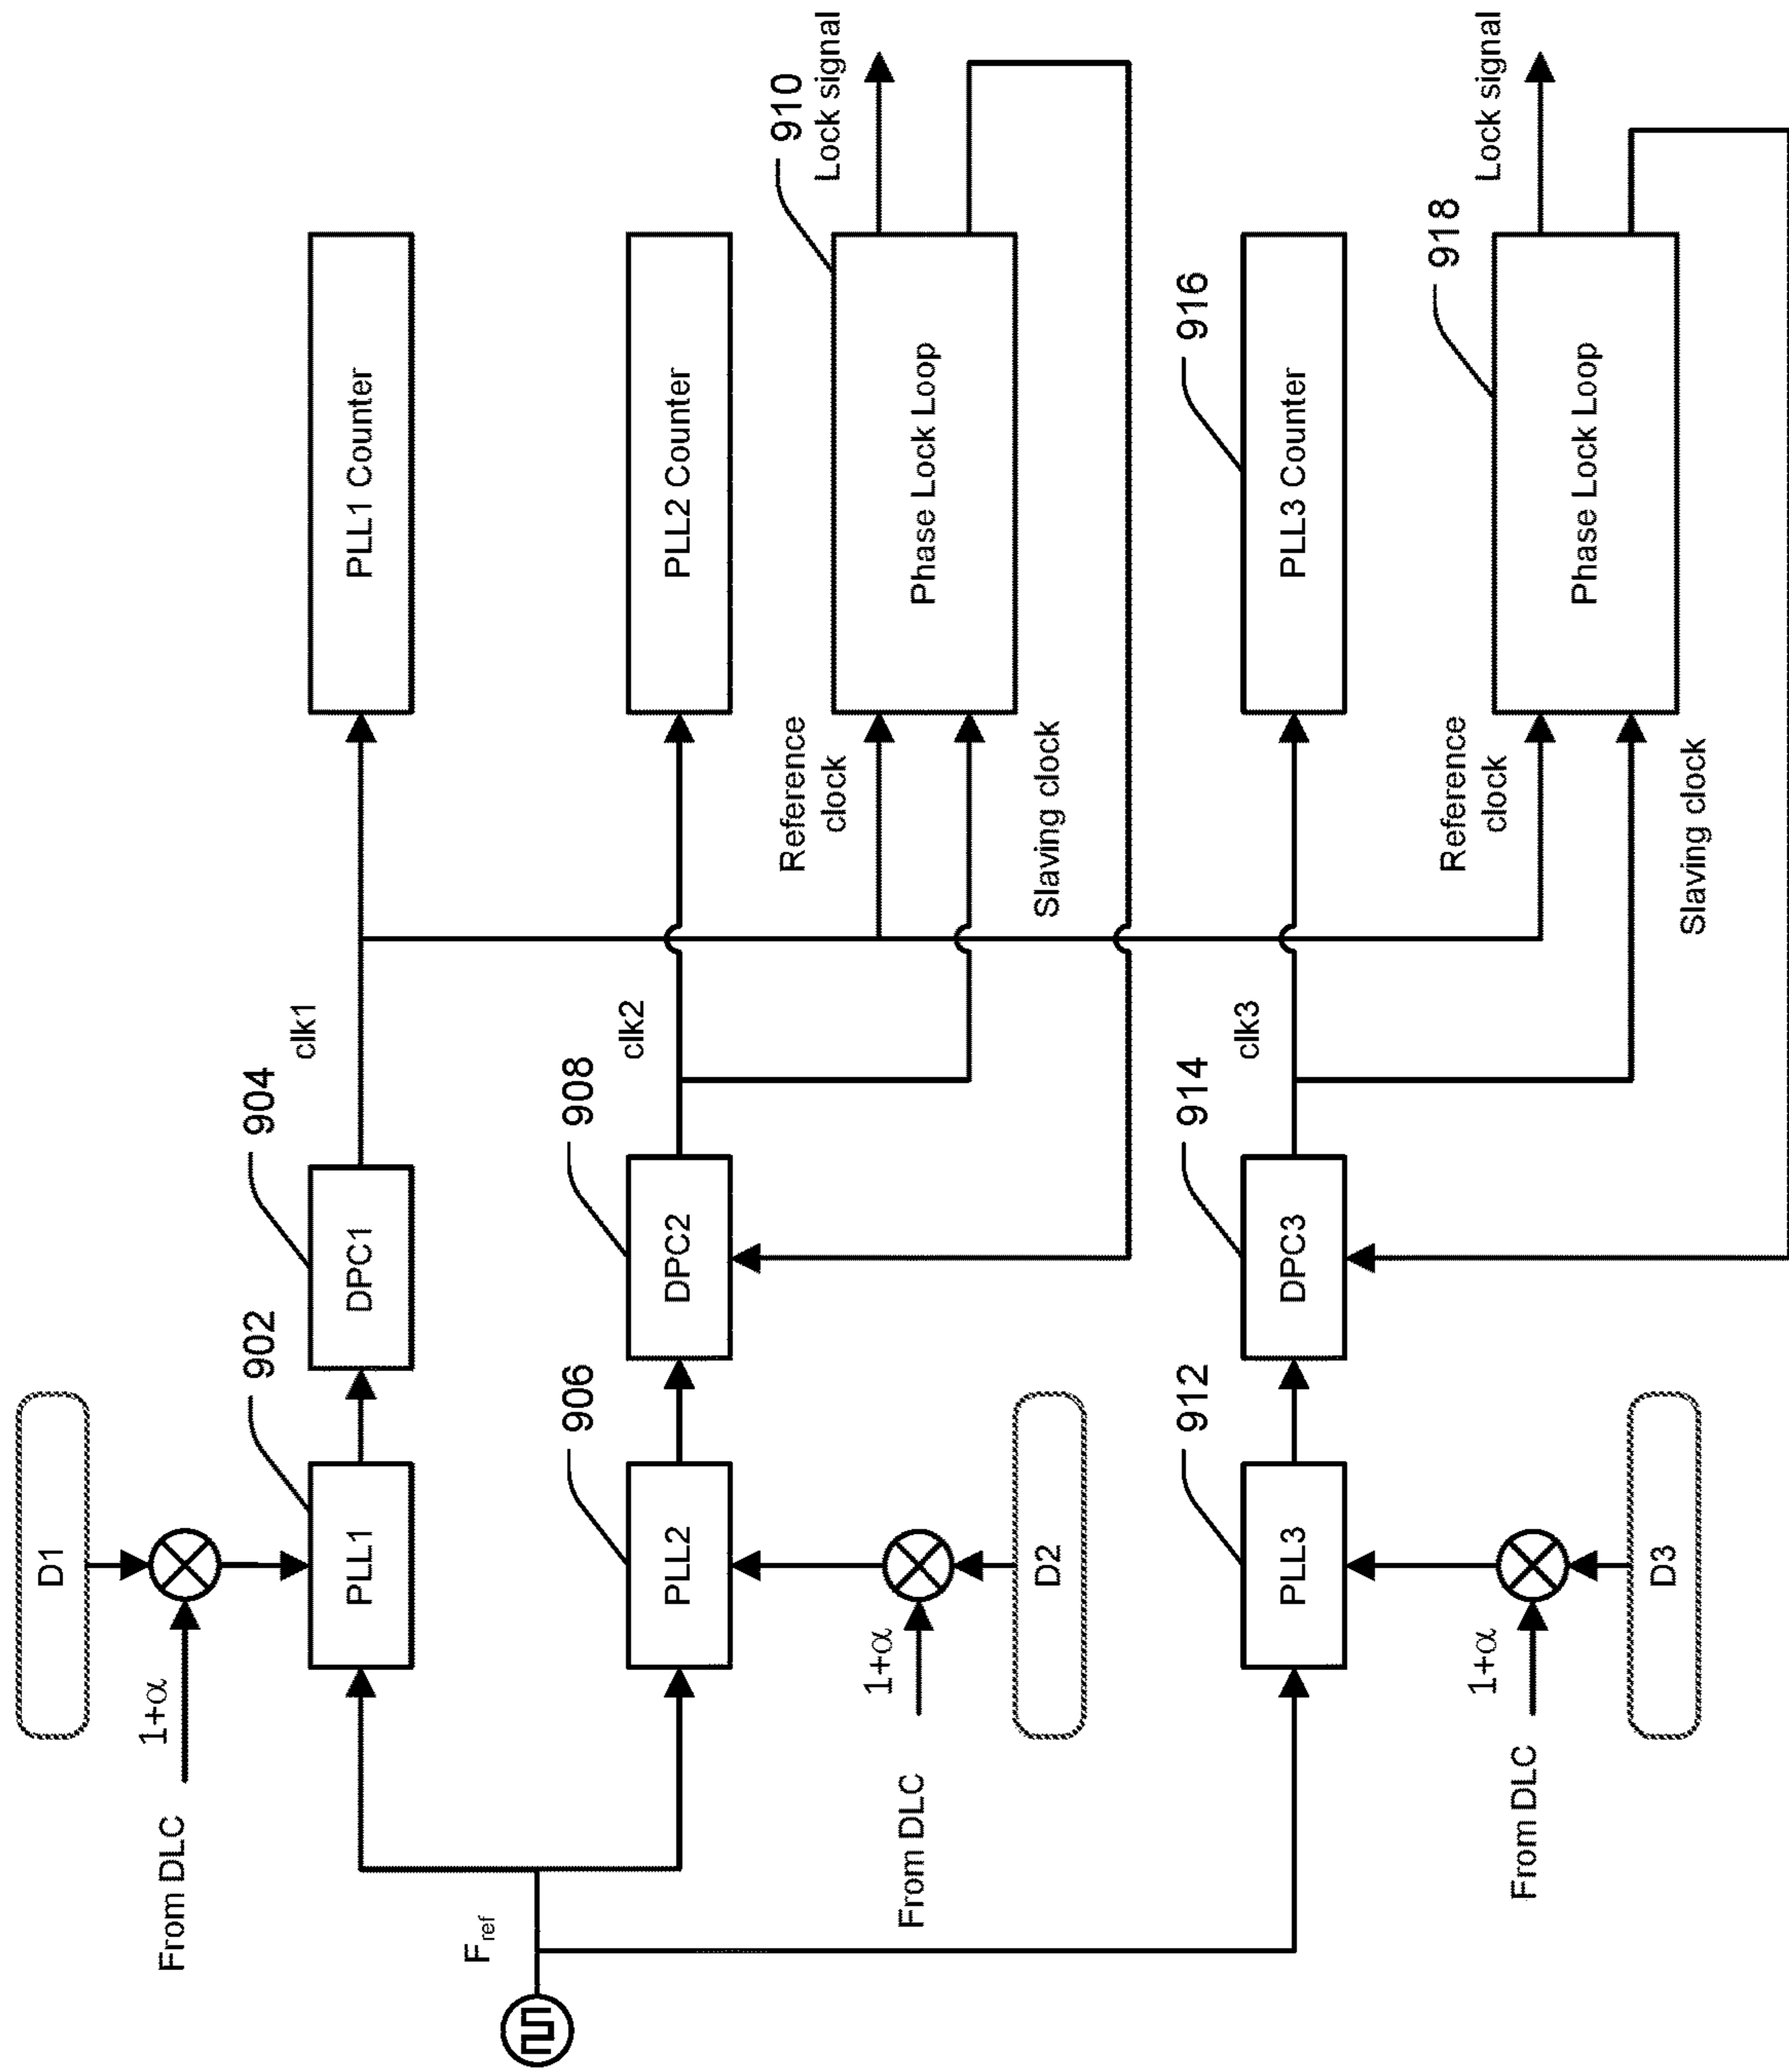 D1
From DLC
1+α
902
904
PLL1
DPC1
clk1
PLL1 Counter
F_ref
906
908
PLL2
DPC2
clk2
PLL2 Counter
From DLC
1+α
D2
Reference
clock
Slaving clock
910
Phase Lock Loop
Lock signal
912
914
916
PLL3
DPC3
clk3
PLL3 Counter
From DLC
1+α
D3
Reference
clock
Slaving clock
918
Phase Lock Loop
Lock signal